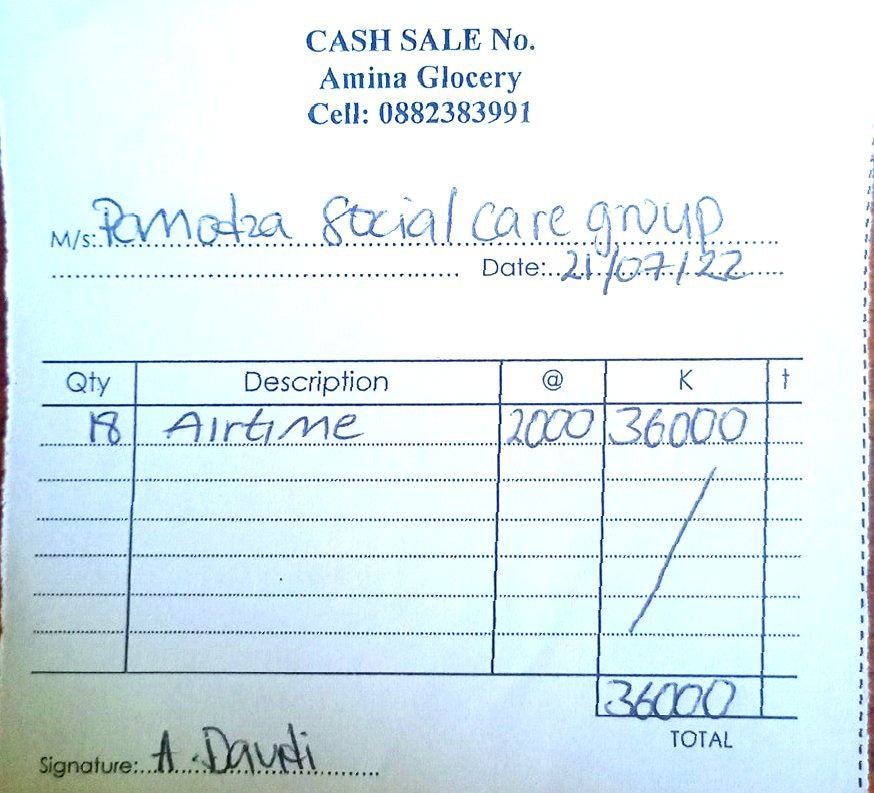 CASH SALE No.
Amina Glocery
Cell: 0882383991
M/s: Pamodza Social care group
Date: 21/07/22
Qty Description @ K t
18 Airtime 2000 36000
36000
TOTAL
Signature: A. Daudi